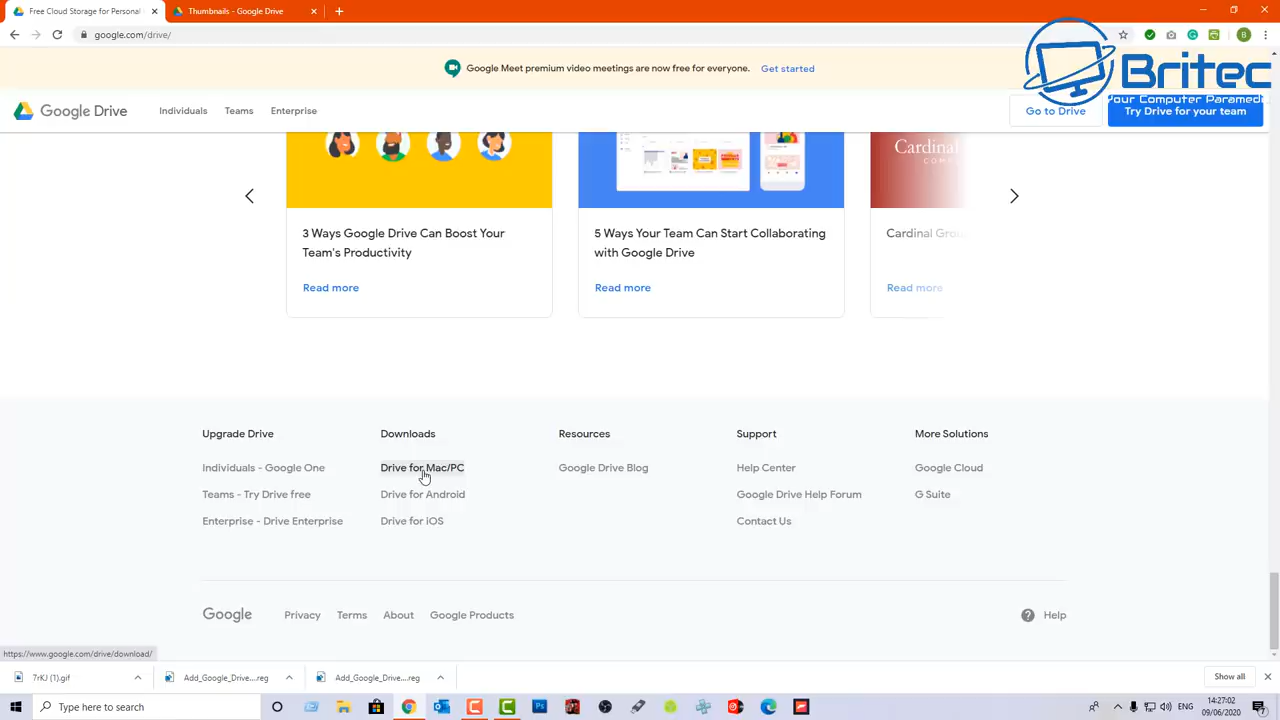 Free Cloud Storage for Personal
Thumbnails - Google Drive
google.com/drive/
Google Meet premium video meetings are now free for everyone. Get started
Britec
Your Computer Paramedi
Google Drive
Individuals
Teams
Enterprise
Go to Drive
Try Drive for your team
Cardinal
3 Ways Google Drive Can Boost Your
Team's Productivity
Read more
5 Ways Your Team Can Start Collaborating
with Google Drive
Read more
Cardinal Grou
Read more
Upgrade Drive
Individuals - Google One
Teams - Try Drive free
Enterprise - Drive Enterprise
Downloads
Drive for Mac/PC
Drive for Android
Drive for iOS
Resources
Google Drive Blog
Support
Help Center
Google Drive Help Forum
Contact Us
More Solutions
Google Cloud
G Suite
Google
Privacy
Terms
About
Google Products
Help
https://www.google.com/drive/download/
7rKJ (1).gif
Add_Google_Drive....reg
Add_Google_Drive....reg
Show all
Type here to search
ENG
14:27:02
09/06/2020